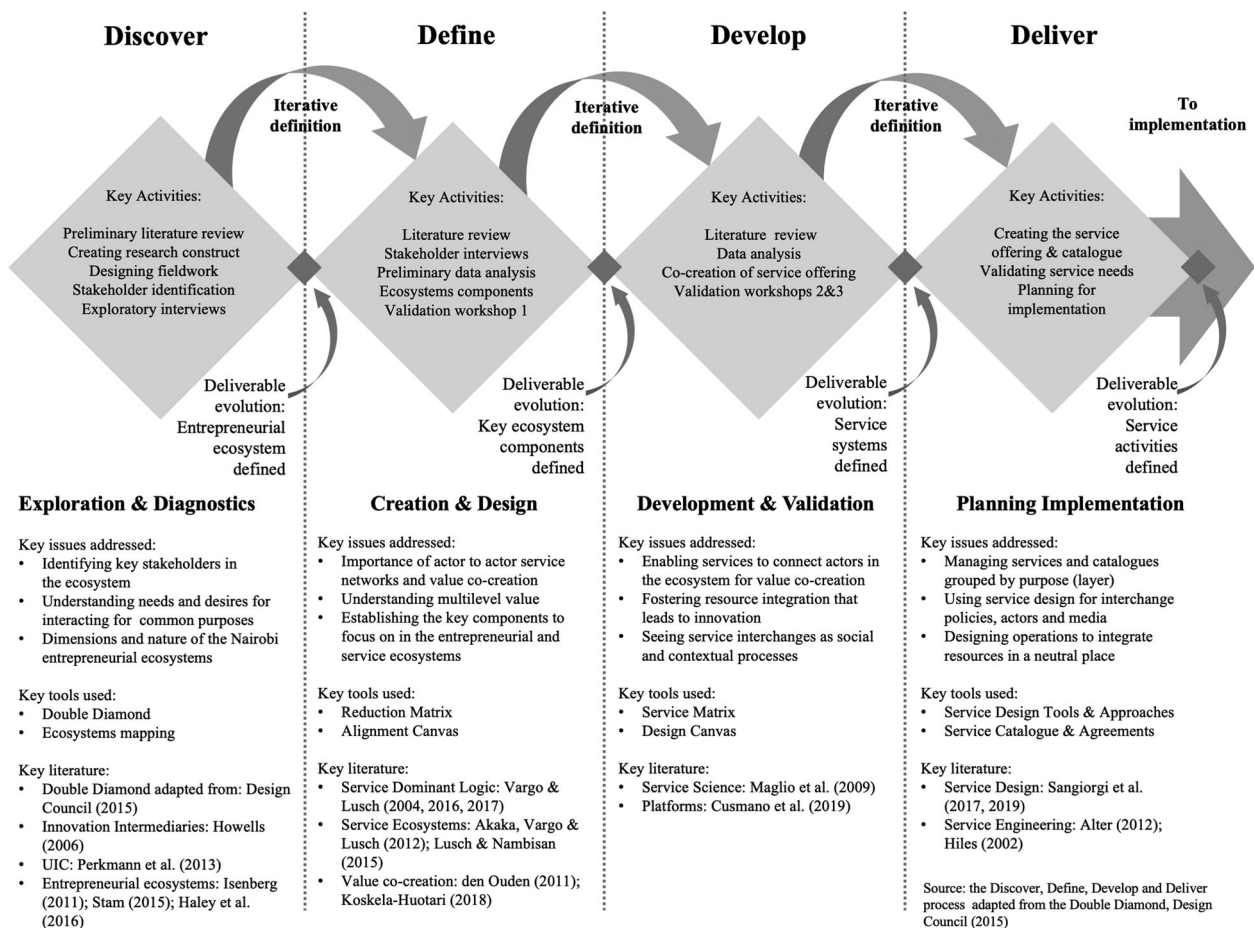 Discover
Define
Develop
Deliver
Iterative
definition
Iterative
definition
Iterative
definition
To
implementation
Key Activities:
Preliminary literature review
Creating research construct
Designing fieldwork
Stakeholder identification
Exploratory interviews
Key Activities:
Literature review
Stakeholder interviews
Preliminary data analysis
Ecosystems components
Validation workshop 1
Key Activities:
Literature review
Data analysis
Co-creation of service offering
Validation workshops 2&3
Key Activities:
Creating the service
offering & catalogue
Validating service needs
Planning for
implementation
Deliverable
evolution:
Entrepreneurial
ecosystem
defined
Deliverable
evolution:
Key ecosystem
components
defined
Deliverable
evolution:
Service
systems
defined
Deliverable
evolution:
Service
activities
defined
Exploration & Diagnostics
Key issues addressed:
• Identifying key stakeholders in
the ecosystem
• Understanding needs and desires for
interacting for common purposes
• Dimensions and nature of the Nairobi
entrepreneurial ecosystems
Key tools used:
• Double Diamond
• Ecosystems mapping
Key literature:
• Double Diamond adapted from: Design
Council (2015)
• Innovation Intermediaries: Howells
(2006)
• UIC: Perkmann et al. (2013)
• Entrepreneurial ecosystems: Isenberg
(2011); Stam (2015); Haley et al.
(2016)
Creation & Design
Key issues addressed:
• Importance of actor to actor service
networks and value co-creation
• Understanding multilevel value
• Establishing the key components to
focus on in the entrepreneurial and
service ecosystems
Key tools used:
• Reduction Matrix
• Alignment Canvas
Key literature:
• Service Dominant Logic: Vargo &
Lusch (2004, 2016, 2017)
• Service Ecosystems: Akaka, Vargo &
Lusch (2012); Lusch & Nambisan
(2015)
• Value co-creation: den Ouden (2011);
Koskela-Huotari (2018)
Development & Validation
Key issues addressed:
• Enabling services to connect actors in
the ecosystem for value co-creation
• Fostering resource integration that
leads to innovation
• Seeing service interchanges as social
and contextual processes
Key tools used:
• Service Matrix
• Design Canvas
Key literature:
• Service Science: Maglio et al. (2009)
• Platforms: Cusmano et al. (2019)
Planning Implementation
Key issues addressed:
• Managing services and catalogues
grouped by purpose (layer)
• Using service design for interchange
policies, actors and media
• Designing operations to integrate
resources in a neutral place
Key tools used:
• Service Design Tools & Approaches
• Service Catalogue & Agreements
Key literature:
• Service Design: Sangiorgi et al.
(2017, 2019)
• Service Engineering: Alter (2012);
Hiles (2002)
Source: the Discover, Define, Develop and Deliver
process adapted from the Double Diamond, Design
Council (2015)